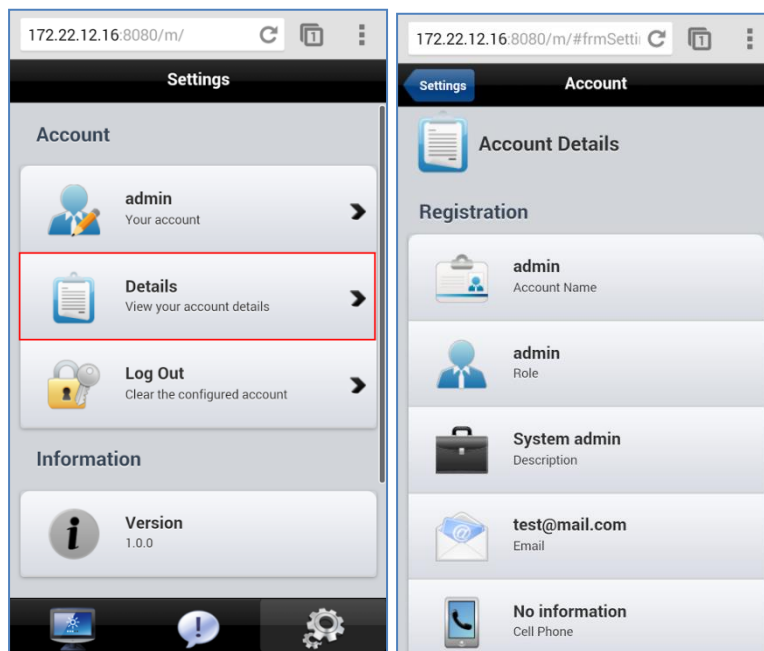 172.22.12.16:8080/m/
1
Settings
Account
admin
Your account
Details
View your account details
Log Out
Clear the configured account
Information
Version
1.0.0
172.22.12.16:8080/m/#frmSetti
1
Settings
Account
Account Details
Registration
admin
Account Name
admin
Role
System admin
Description
test@mail.com
Email
No information
Cell Phone